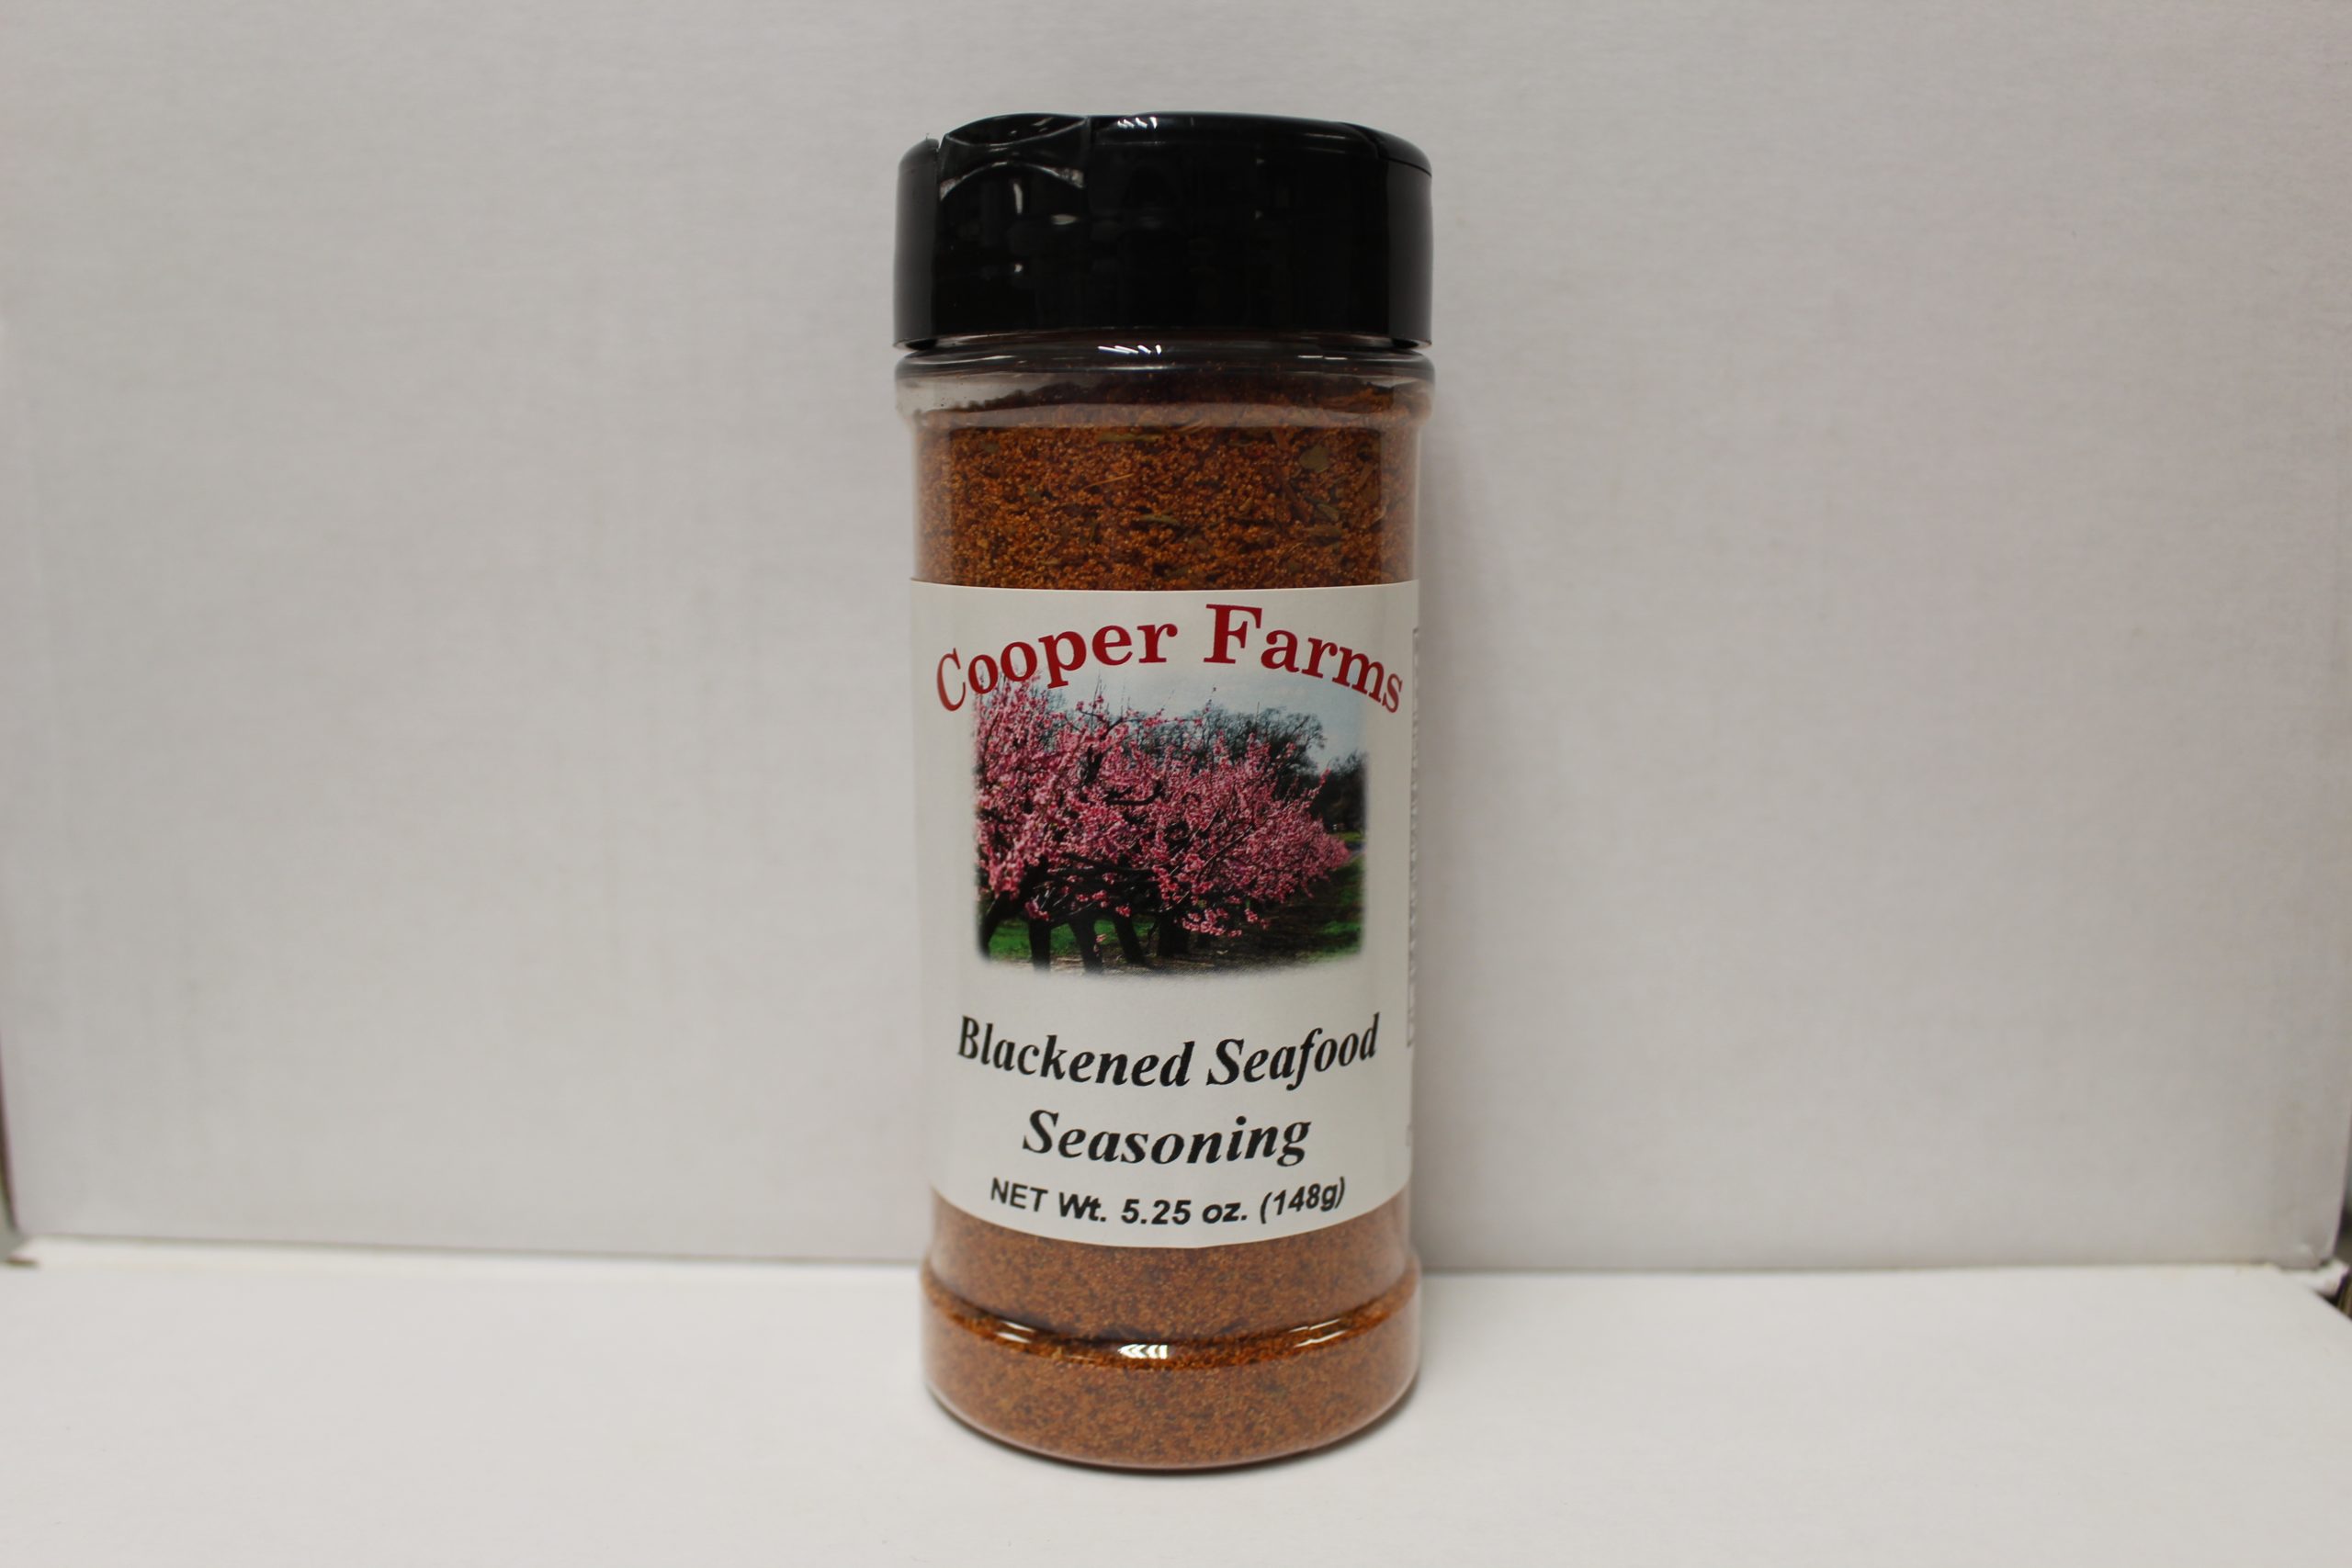 Cooper Farms
Blackened Seafood
Seasoning
NET Wt. 5.25 oz. (148g)